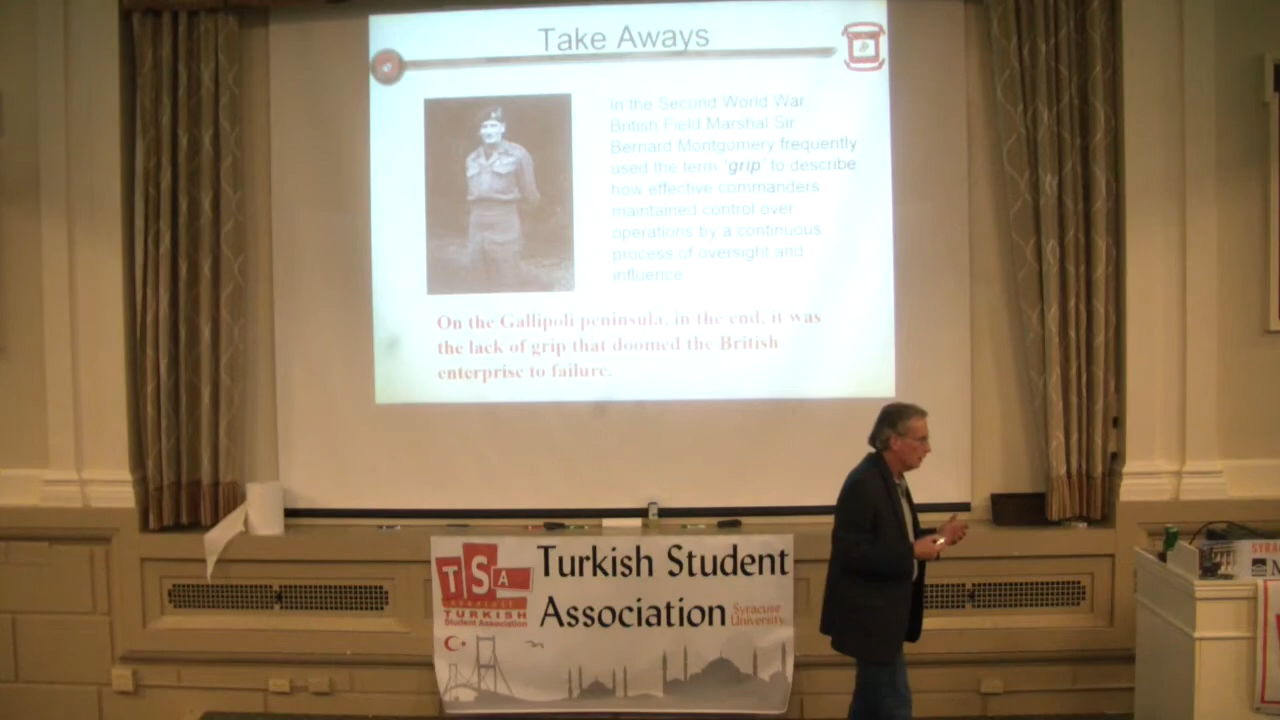 Take Aways
In the Second World War,
British Field Marshal Sir
Bernard Montgomery frequently
used the term 'grip' to describe
how effective commanders
maintained control over
operations by a continuous
process of oversight and
influence.
On the Gallipoli peninsula, in the end, it was
the lack of grip that doomed the British
enterprise to failure.
TSA
SYRACUSE
TURKISH
Student Association
Turkish Student
Association
Syracuse
University